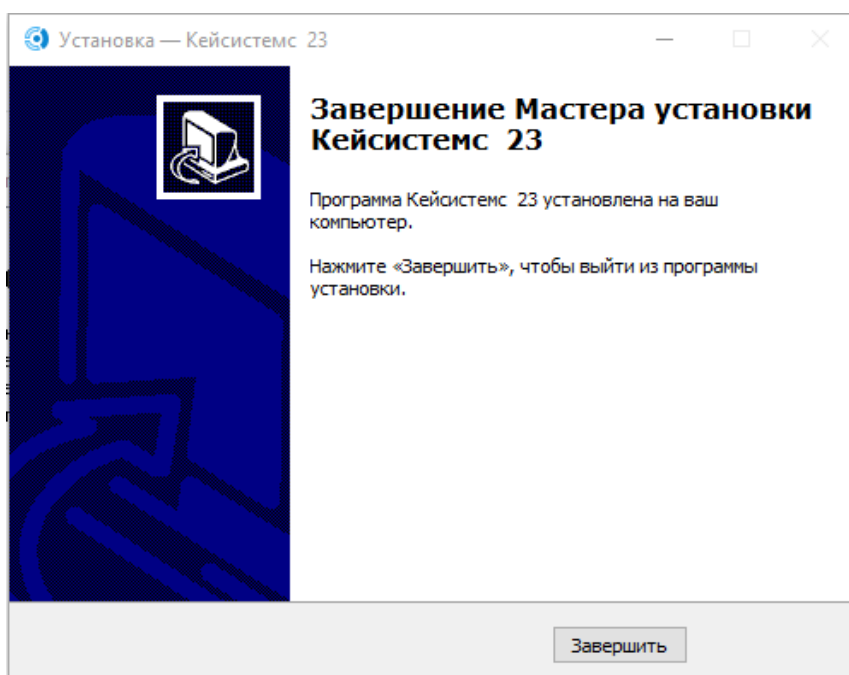 Установка — Кейсистемс 23
Завершение Мастера установки
Кейсистемс 23
Программа Кейсистемс 23 установлена на ваш
компьютер.
Нажмите «Завершить», чтобы выйти из программы
установки.
Завершить